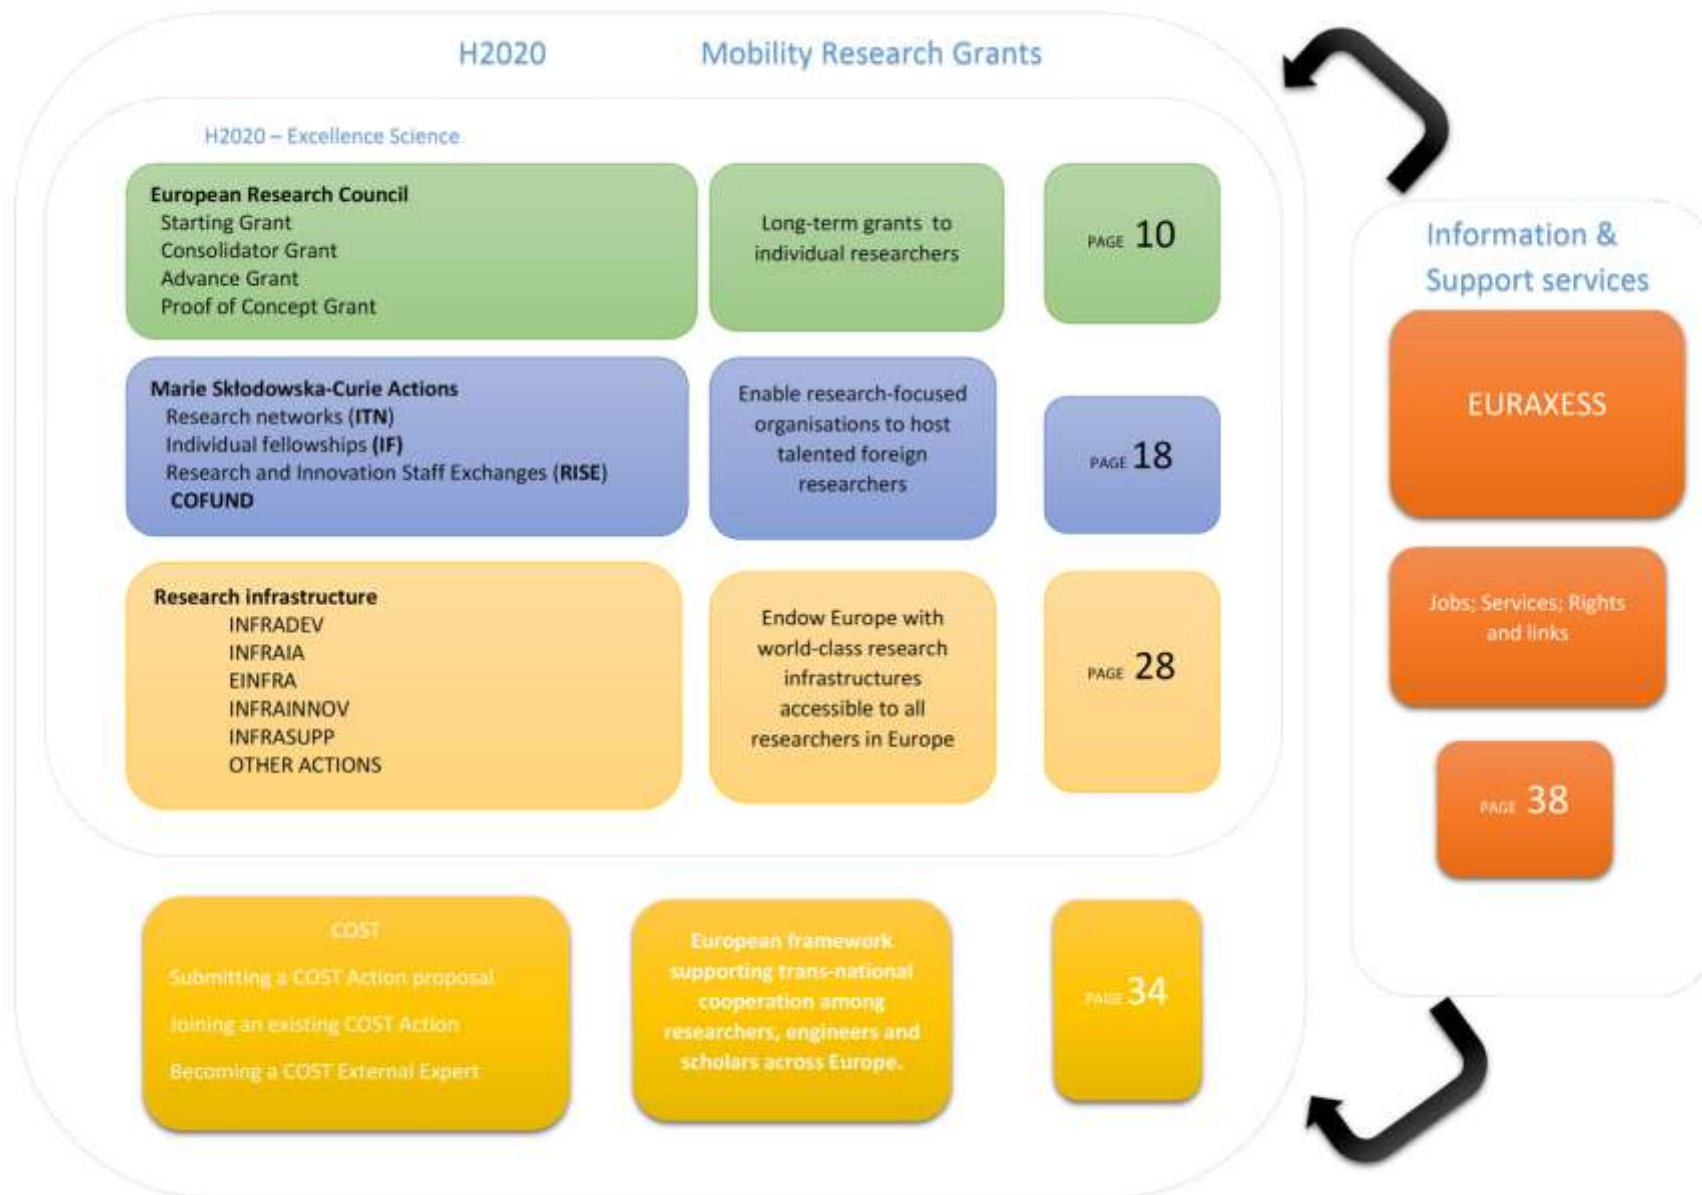 H2020 Mobility Research Grants
H2020 – Excellence Science
European Research Council
Starting Grant
Consolidator Grant
Advance Grant
Proof of Concept Grant
Long-term grants to
individual researchers
PAGE 10
Marie Skłodowska-Curie Actions
Research networks (ITN)
Individual fellowships (IF)
Research and Innovation Staff Exchanges (RISE)
COFUND
Enable research-focused
organisations to host
talented foreign
researchers
PAGE 18
Research infrastructure
INFRADEV
INFRAIA
EINFRA
INFRAINNOV
INFRASUPP
OTHER ACTIONS
Endow Europe with
world-class research
infrastructures
accessible to all
researchers in Europe
PAGE 28
COST
Submitting a COST Action proposal
Joining an existing COST Action
Becoming a COST External Expert
European framework
supporting trans-national
cooperation among
researchers, engineers and
scholars across Europe.
PAGE 34
Information &
Support services
EURAXESS
Jobs; Services; Rights
and links
PAGE 38